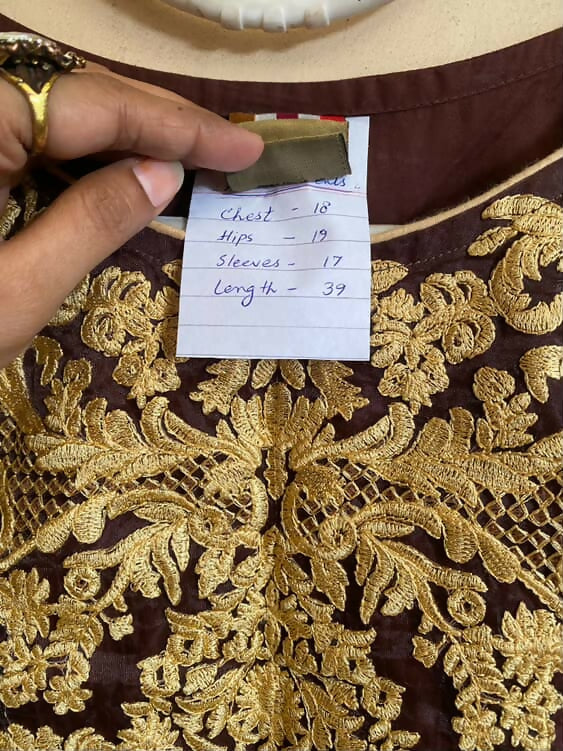 Chest - 18
Hips - 19
Sleeves - 17
Length - 39